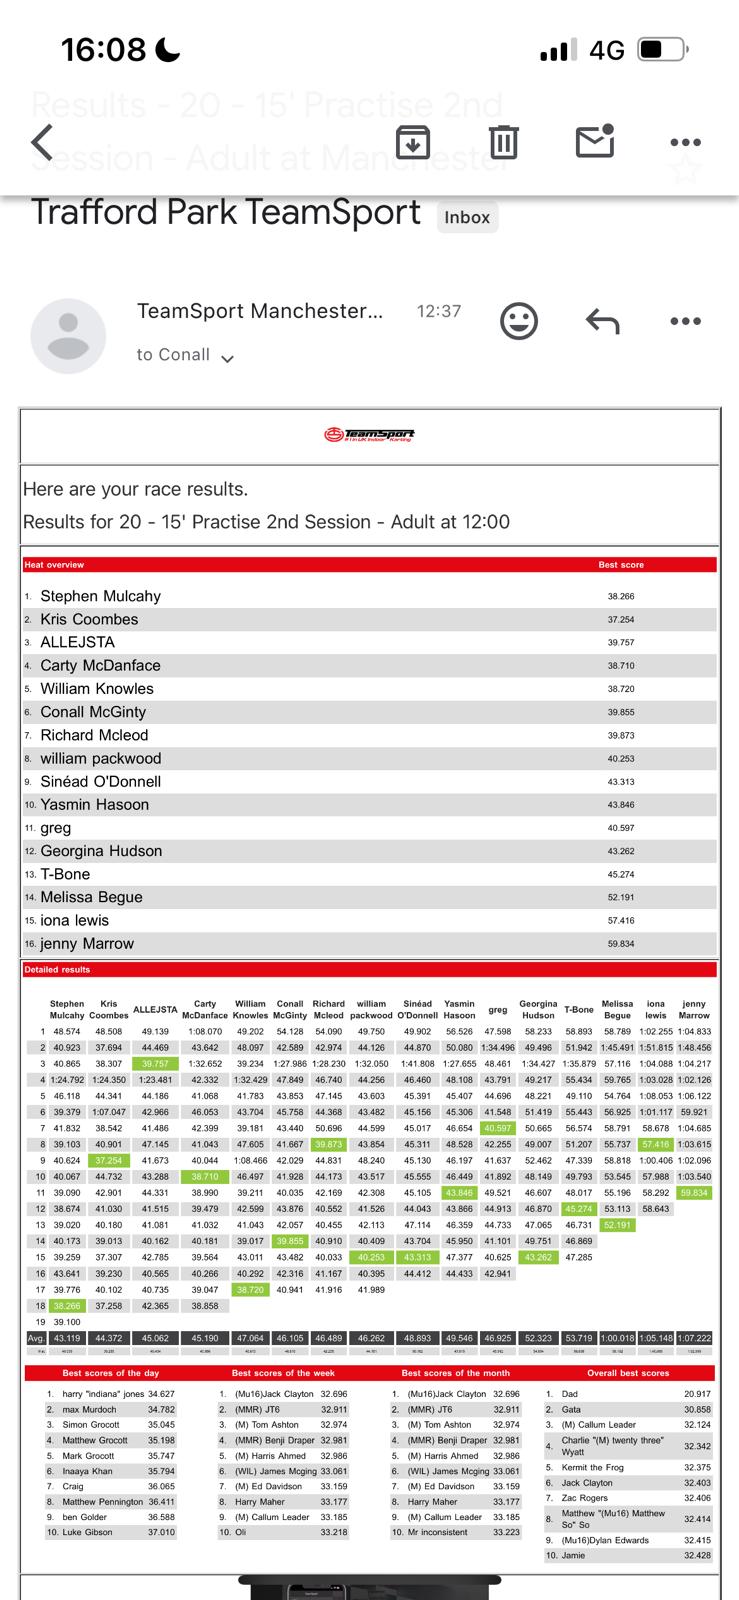 16:08
4G
Results - 20 - 15' Practise 2nd
Session - Adult at Manchester
Trafford Park TeamSport Inbox
TeamSport Manchester... 12:37
to Conall
TeamSport
#1 in UK Indoor Karting
Here are your race results.
Results for 20 - 15' Practise 2nd Session - Adult at 12:00
Heat overview Best score
1. Stephen Mulcahy 38.266
2. Kris Coombes 37.254
3. ALLEJSTA 39.757
4. Carty McDanface 38.710
5. William Knowles 38.720
6. Conall McGinty 39.855
7. Richard Mcleod 39.873
8. william packwood 40.253
9. Sinéad O'Donnell 43.313
10. Yasmin Hasoon 43.846
11. greg 40.597
12. Georgina Hudson 43.262
13. T-Bone 45.274
14. Melissa Begue 52.191
15. iona lewis 57.416
16. jenny Marrow 59.834
Detailed results
Stephen Kris ALLEJSTA Carty William Conall Richard william Sinéad Yasmin greg Georgina T-Bone Melissa iona jenny
Mulcahy Coombes McDanface Knowles McGinty Mcleod packwood O'Donnell Hasoon Hudson Begue lewis Marrow
1 48.574 48.508 49.139 1:08.070 49.202 54.128 54.090 49.750 49.902 56.526 47.598 58.233 58.893 58.789 1:02.255 1:04.833
2 40.923 37.694 44.469 43.642 48.097 42.589 42.974 44.126 44.870 50.080 1:34.496 49.496 51.942 1:45.491 1:51.815 1:48.456
3 40.865 38.307 39.757 1:32.652 39.234 1:27.986 1:28.230 1:32.050 1:41.808 1:27.655 48.461 1:34.427 1:35.879 57.116 1:04.088 1:04.217
4 1:24.792 1:24.350 1:23.481 42.332 1:32.429 47.849 46.740 44.256 46.460 48.108 43.791 49.217 55.434 59.765 1:03.028 1:02.126
5 46.118 44.341 44.186 41.068 41.783 43.853 47.145 43.603 45.391 45.407 44.696 48.221 49.110 54.764 1:08.053 1:06.122
6 39.379 1:07.047 42.966 46.053 43.704 45.758 44.368 43.482 46.156 45.306 41.548 51.419 55.443 56.925 1:01.117 59.921
7 41.832 38.542 41.486 42.399 39.181 43.440 50.696 44.599 45.017 46.654 40.597 50.665 56.574 58.791 58.678 1:04.685
8 39.103 40.901 47.145 41.043 47.605 41.667 39.873 43.854 45.311 48.528 42.255 49.007 51.207 55.737 57.416 1:03.615
9 40.624 37.254 41.673 40.044 1:08.466 42.029 44.831 48.240 45.130 46.197 41.637 52.462 47.339 58.818 1:00.406 1:02.096
10 40.067 44.732 43.288 38.710 46.497 41.928 44.173 43.517 45.555 46.449 41.892 48.149 49.793 53.545 57.988 1:03.540
11 39.090 42.901 44.331 38.990 39.211 40.035 42.169 42.308 45.105 43.846 49.521 46.607 48.017 55.196 58.292 59.834
12 38.674 41.030 41.515 39.479 42.599 43.876 40.552 41.526 44.043 43.866 44.913 46.870 45.274 53.113 58.643
13 39.020 40.180 41.081 41.032 41.043 42.057 40.455 42.113 47.114 46.359 44.733 47.065 46.731 52.191
14 40.173 39.013 40.162 40.181 39.017 39.855 40.910 40.409 43.704 45.950 41.101 49.751 46.869
15 39.259 37.307 42.785 39.564 43.011 43.482 40.033 40.253 43.313 47.377 40.625 43.262 47.285
16 43.641 39.230 40.565 40.266 40.292 42.316 41.167 40.395 44.412 44.433 42.941
17 39.776 40.102 40.735 39.047 38.720 40.941 41.916 41.989
18 38.266 37.258 42.365 38.858
19 39.100
Avg. 43.119 44.372 45.062 45.190 47.064 46.105 46.489 46.262 48.893 49.546 46.925 52.323 53.719 1:00.018 1:05.148 1:07.222
Best scores of the day Best scores of the week Best scores of the month Overall best scores
1. harry "indiana" jones 34.627 1. (Mu16)Jack Clayton 32.696 1. (Mu16)Jack Clayton 32.696 1. Dad 20.917
2. max Murdoch 34.782 2. (MMR) JT6 32.911 2. (MMR) JT6 32.911 2. Gata 30.858
3. Simon Grocott 35.045 3. (M) Tom Ashton 32.974 3. (M) Tom Ashton 32.974 3. (M) Callum Leader 32.124
4. Matthew Grocott 35.198 4. (MMR) Benji Draper 32.981 4. (MMR) Benji Draper 32.981 4. Charlie "(M) twenty three" Wyatt 32.342
5. Mark Grocott 35.747 5. (M) Harris Ahmed 32.986 5. (M) Harris Ahmed 32.986 5. Kermit the Frog 32.375
6. Inaaya Khan 35.794 6. (WIL) James Mcging 33.061 6. (WIL) James Mcging 33.061 6. Jack Clayton 32.403
7. Craig 36.065 7. (M) Ed Davidson 33.159 7. (M) Ed Davidson 33.159 7. Zac Rogers 32.406
8. Matthew Pennington 36.411 8. Harry Maher 33.177 8. Harry Maher 33.177 8. Matthew "(Mu16) Matthew So" So 32.414
9. ben Golder 36.588 9. (M) Callum Leader 33.185 9. (M) Callum Leader 33.185 9. (Mu16)Dylan Edwards 32.415
10. Luke Gibson 37.010 10. Oli 33.218 10. Mr inconsistent 33.223 10. Jamie 32.428